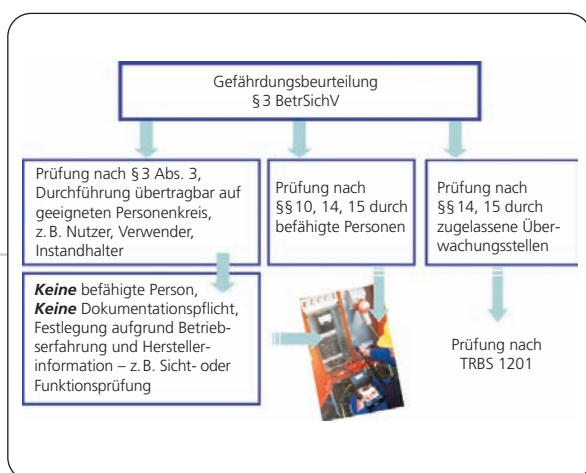 Gefährdungsbeurteilung
§ 3 BetrSichV
Prüfung nach § 3 Abs. 3,
Durchführung übertragbar auf
geeigneten Personenkreis,
z. B. Nutzer, Verwender,
Instandhalter
Prüfung nach
§§ 10, 14, 15 durch
befähigte Personen
Prüfung nach
§§ 14, 15 durch
zugelassene Über-
wachungsstellen
Keine befähigte Person,
Keine Dokumentationspflicht,
Festlegung aufgrund Betrieb-
serfahrung und Hersteller-
information – z. B. Sicht- oder
Funktionsprüfung
Prüfung nach
TRBS 1201